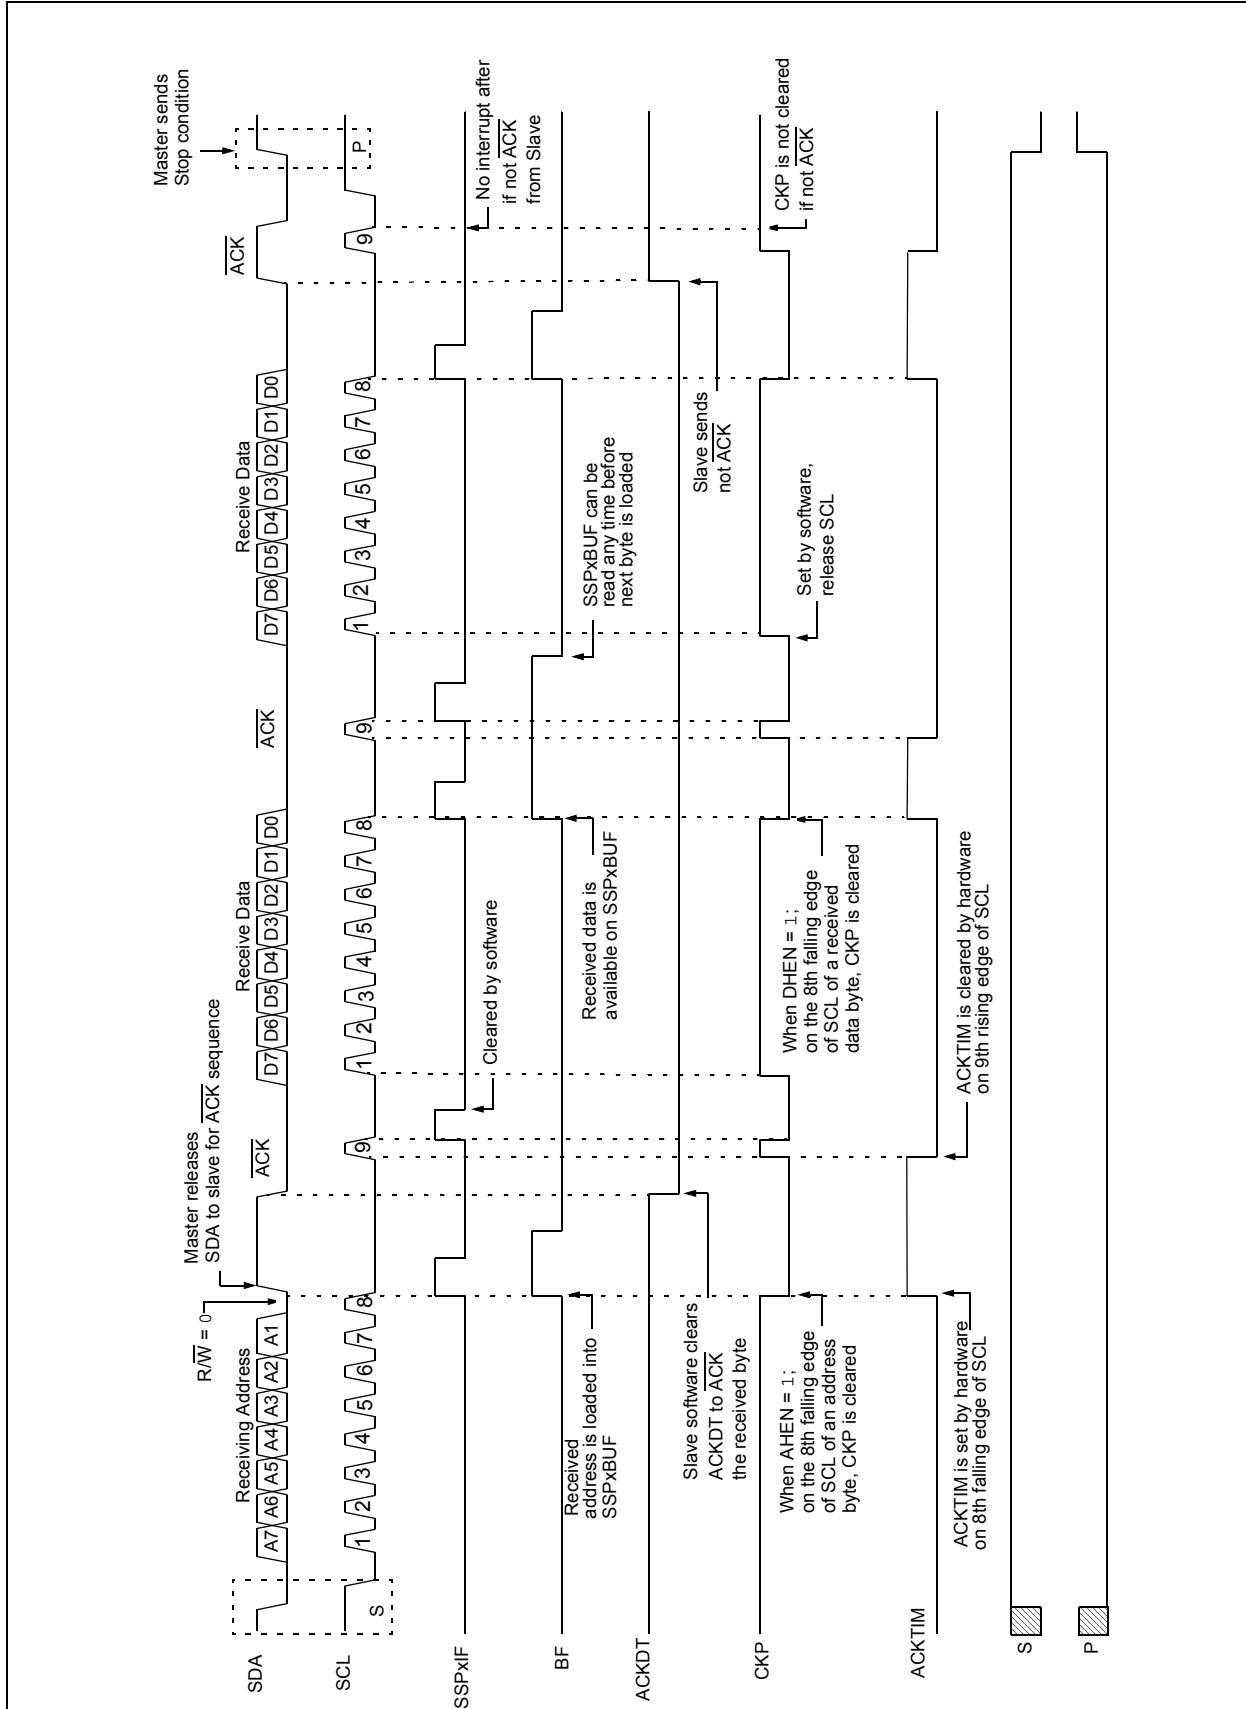 Master releases
SDA to slave for ACK sequence
Master sends
Stop condition
R/W = 0
Receiving Address
ACK
Receive Data
ACK
Receive Data
ACK
SDA
A7 A6 A5 A4 A3 A2 A1
D7 D6 D5 D4 D3 D2 D1 D0
D7 D6 D5 D4 D3 D2 D1 D0
SCL
S
1 2 3 4 5 6 7 8 9
1 2 3 4 5 6 7 8 9
1 2 3 4 5 6 7 8 9
P
SSPxIF
Cleared by software
No interrupt after
if not ACK
from Slave
BF
Received
address is loaded into
SSPxBUF
Received data is
available on SSPxBUF
SSPxBUF can be
read any time before
next byte is loaded
ACKDT
Slave software clears
ACKDT to ACK
the received byte
Slave sends
not ACK
CKP
When AHEN = 1;
on the 8th falling edge
of SCL of an address
byte, CKP is cleared
When DHEN = 1;
on the 8th falling edge
of SCL of a received
data byte, CKP is cleared
Set by software,
release SCL
CKP is not cleared
if not ACK
ACKTIM
ACKTIM is set by hardware
on 8th falling edge of SCL
ACKTIM is cleared by hardware
on 9th rising edge of SCL
S
P